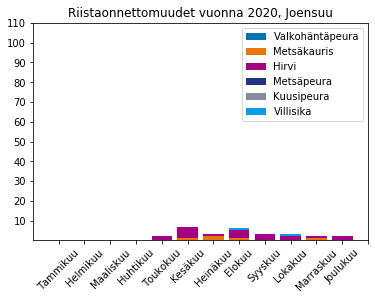 Riistaonnettomuudet vuonna 2020, Joensuu
110
100
90
80
70
60
50
40
30
20
10
Valkohäntäpeura
Metsäkauris
Hirvi
Metsäpeura
Kuusipeura
Villisika
Tammikuu
Helmikuu
Maaliskuu
Huhtikuu
Toukokuu
Kesäkuu
Heinäkuu
Elokuu
Syyskuu
Lokakuu
Marraskuu
Joulukuu